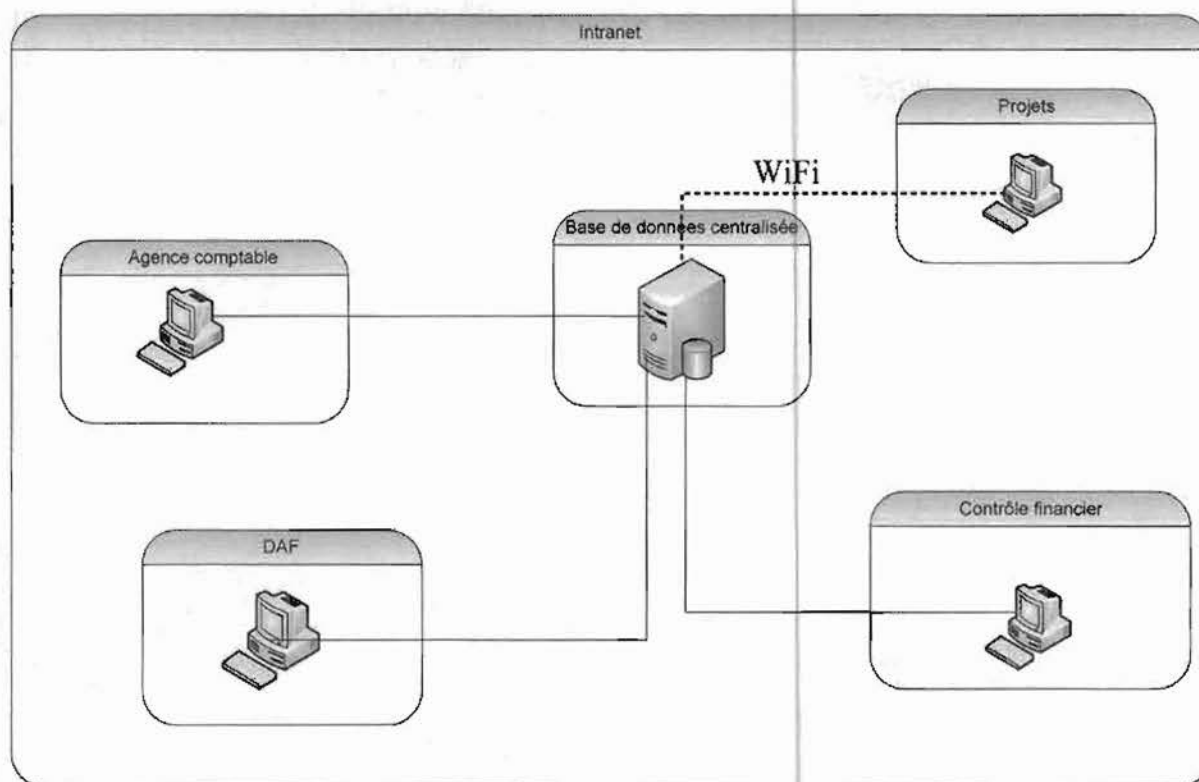 Intranet
Projets
WiFi
Base de données centralisée
Agence comptable
Contrôle financier
DAF